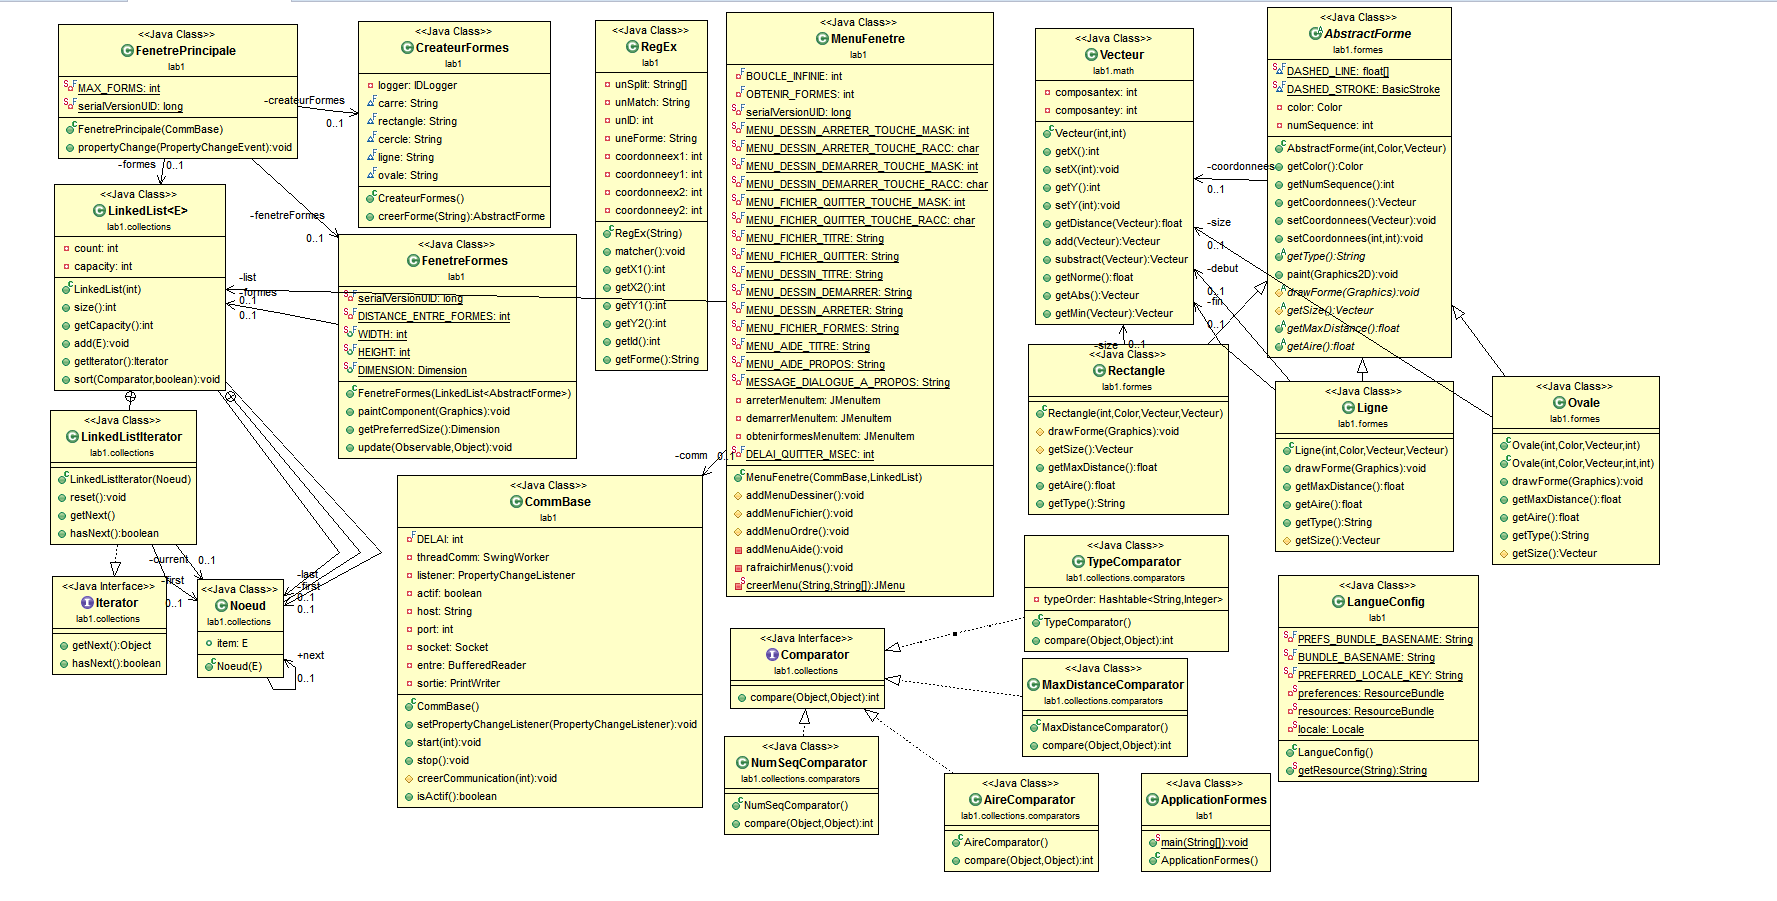 <<Java Class>>
FenetrePrincipale
lab1
MAX_FORMS: int
serialVersionUID: long
FenetrePrincipale(CommBase)
propertyChange(PropertyChangeEvent):void
-createurFormes
0..1
-formes
0..1
-fenetreFormes
0..1
<<Java Class>>
CreateurFormes
lab1
logger: IDLogger
carre: String
rectangle: String
cercle: String
ligne: String
ovale: String
CreateurFormes()
creerForme(String):AbstractForme
<<Java Class>>
RegEx
lab1
unSplit: String[]
unMatch: String
unID: int
uneForme: String
coordonneex1: int
coordonneey1: int
coordonneex2: int
coordonneey2: int
RegEx(String)
matcher():void
getX1():int
getX2():int
getY1():int
getY2():int
getId():int
getForme():String
<<Java Class>>
MenuFenetre
lab1
BOUCLE_INFINIE: int
OBTENIR_FORMES: int
serialVersionUID: long
MENU_DESSIN_ARRETER_TOUCHE_MASK: int
MENU_DESSIN_ARRETER_TOUCHE_RACC: char
MENU_DESSIN_DEMARRER_TOUCHE_MASK: int
MENU_DESSIN_DEMARRER_TOUCHE_RACC: char
MENU_FICHIER_QUITTER_TOUCHE_MASK: int
MENU_FICHIER_QUITTER_TOUCHE_RACC: char
MENU_FICHIER_TITRE: String
MENU_FICHIER_QUITTER: String
MENU_DESSIN_TITRE: String
MENU_DESSIN_DEMARRER: String
MENU_DESSIN_ARRETER: String
MENU_FICHIER_FORMES: String
MENU_AIDE_TITRE: String
MENU_AIDE_PROPOS: String
MESSAGE_DIALOGUE_A_PROPOS: String
arreterMenuItem: JMenuItem
demarrerMenuItem: JMenuItem
obtenirformesMenuItem: JMenuItem
DELAI_QUITTER_MSEC: int
MenuFenetre(CommBase,LinkedList)
addMenuDessiner():void
addMenuFichier():void
addMenuOrdre():void
addMenuAide():void
rafraichirMenus():void
creerMenu(String,String[]):JMenu
-list
0..1
-formes
0..1
-comm
0..1
<<Java Class>>
Vecteur
lab1.math
composantex: int
composantey: int
Vecteur(int,int)
getX():int
setX(int):void
getY():int
setY(int):void
getDistance(Vecteur):float
add(Vecteur):Vecteur
substract(Vecteur):Vecteur
getNorme():float
getAbs():Vecteur
getMin(Vecteur):Vecteur
-coordonnees
0..1
-size
0..1
-debut
0..1
-fin
0..1
-size
0..1
<<Java Class>>
AbstractForme
lab1.formes
DASHED_LINE: float[]
DASHED_STROKE: BasicStroke
color: Color
numSequence: int
AbstractForme(int,Color,Vecteur)
getColor():Color
getNumSequence():int
getCoordonnees():Vecteur
setCoordonnees(Vecteur):void
setCoordonnees(int,int):void
getType():String
paint(Graphics2D):void
drawForme(Graphics):void
getSize():Vecteur
getMaxDistance():float
getAire():float
<<Java Class>>
LinkedList<E>
lab1.collections
count: int
capacity: int
LinkedList(int)
size():int
getCapacity():int
add(E):void
getIterator():Iterator
sort(Comparator,boolean):void
<<Java Class>>
FenetreFormes
lab1
serialVersionUID: long
DISTANCE_ENTRE_FORMES: int
WIDTH: int
HEIGHT: int
DIMENSION: Dimension
FenetreFormes(LinkedList<AbstractForme>)
paintComponent(Graphics):void
getPreferredSize():Dimension
update(Observable,Object):void
<<Java Class>>
Rectangle
lab1.formes
Rectangle(int,Color,Vecteur,Vecteur)
drawForme(Graphics):void
getSize():Vecteur
getMaxDistance():float
getAire():float
getType():String
<<Java Class>>
Ligne
lab1.formes
Ligne(int,Color,Vecteur,Vecteur)
drawForme(Graphics):void
getMaxDistance():float
getAire():float
getType():String
getSize():Vecteur
<<Java Class>>
Ovale
lab1.formes
Ovale(int,Color,Vecteur,int)
Ovale(int,Color,Vecteur,int,int)
drawForme(Graphics):void
getMaxDistance():float
getAire():float
getType():String
getSize():Vecteur
<<Java Class>>
LinkedListIterator
lab1.collections
LinkedListIterator(Noeud)
reset():void
getNext()
hasNext():boolean
-current
0..1
-first
0..1
<<Java Interface>>
Iterator
lab1.collections
getNext():Object
hasNext():boolean
<<Java Class>>
Noeud
lab1.collections
item: E
Noeud(E)
-last
-first
0..1
0..1
+next
0..1
<<Java Class>>
CommBase
lab1
DELAI: int
threadComm: SwingWorker
listener: PropertyChangeListener
actif: boolean
host: String
port: int
socket: Socket
entre: BufferedReader
sortie: PrintWriter
CommBase()
setPropertyChangeListener(PropertyChangeListener):void
start(int):void
stop():void
creerCommunication(int):void
isActif():boolean
<<Java Class>>
TypeComparator
lab1.collections.comparators
typeOrder: Hashtable<String,Integer>
TypeComparator()
compare(Object,Object):int
<<Java Interface>>
Comparator
lab1.collections
compare(Object,Object):int
<<Java Class>>
MaxDistanceComparator
lab1.collections.comparators
MaxDistanceComparator()
compare(Object,Object):int
<<Java Class>>
NumSeqComparator
lab1.collections.comparators
NumSeqComparator()
compare(Object,Object):int
<<Java Class>>
AireComparator
lab1.collections.comparators
AireComparator()
compare(Object,Object):int
<<Java Class>>
ApplicationFormes
lab1
main(String[]):void
ApplicationFormes()
<<Java Class>>
LangueConfig
lab1
PREFS_BUNDLE_BASENAME: String
BUNDLE_BASENAME: String
PREFERRED_LOCALE_KEY: String
preferences: ResourceBundle
resources: ResourceBundle
locale: Locale
LangueConfig()
getResource(String):String